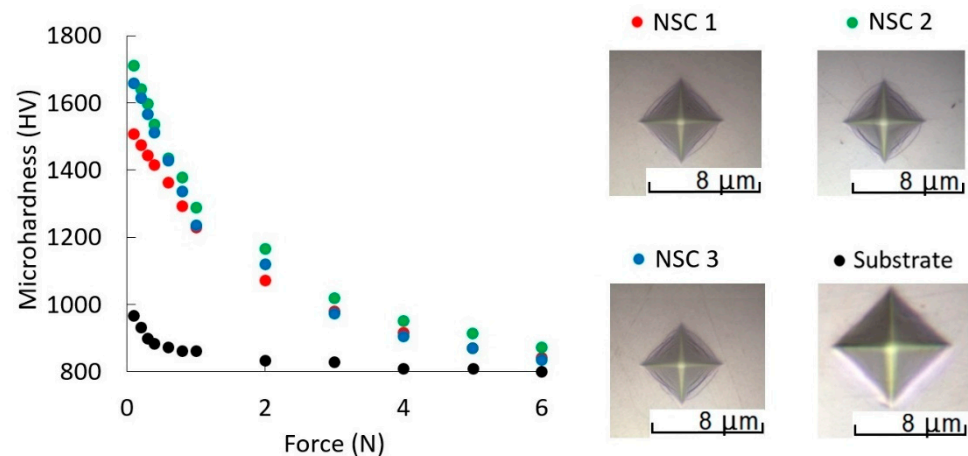 1800
1600
1400
1200
1000
800
0
2
4
6
Microhardness (HV)
Force (N)
NSC 1
NSC 2
8 μm
8 μm
NSC 3
Substrate
8 μm
8 μm